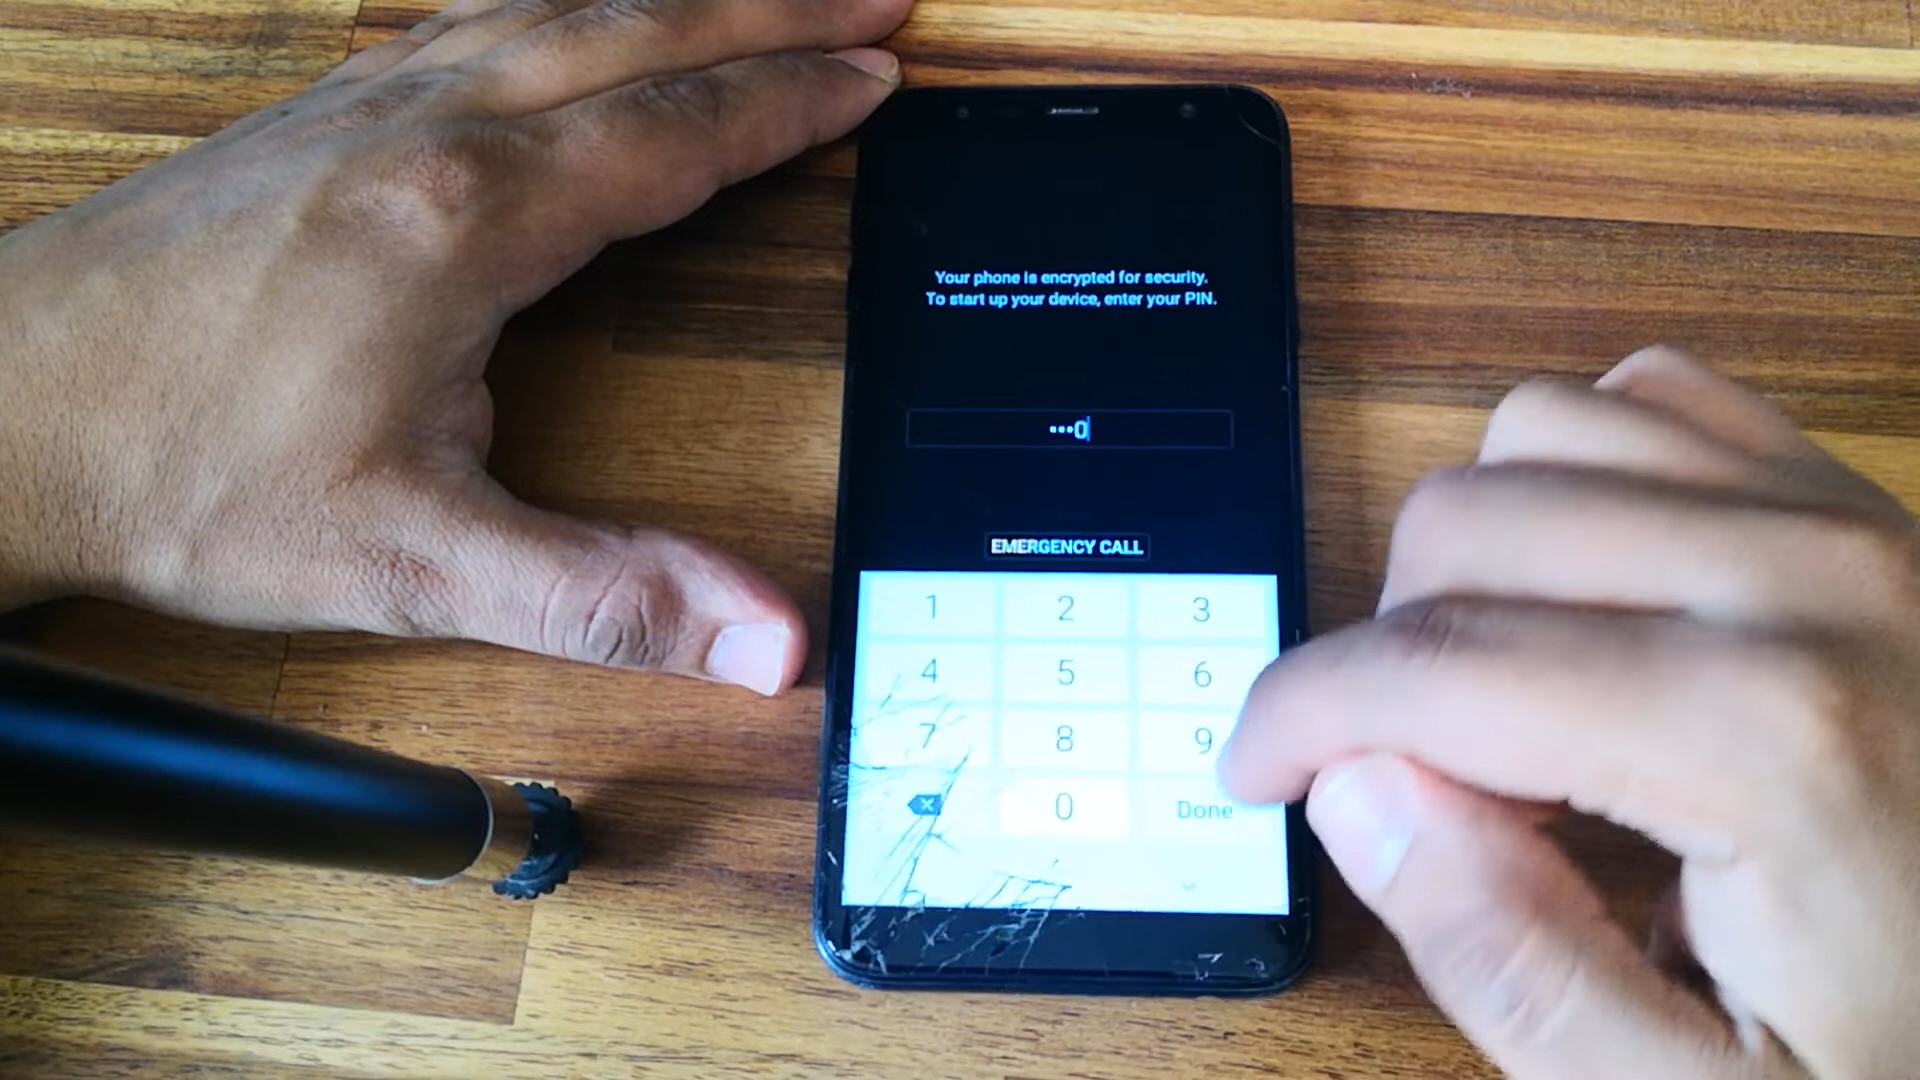 Your phone is encrypted for security.
To start up your device, enter your PIN.
•••0
EMERGENCY CALL
1 2 3
4 5 6
7 8 9
0 Done